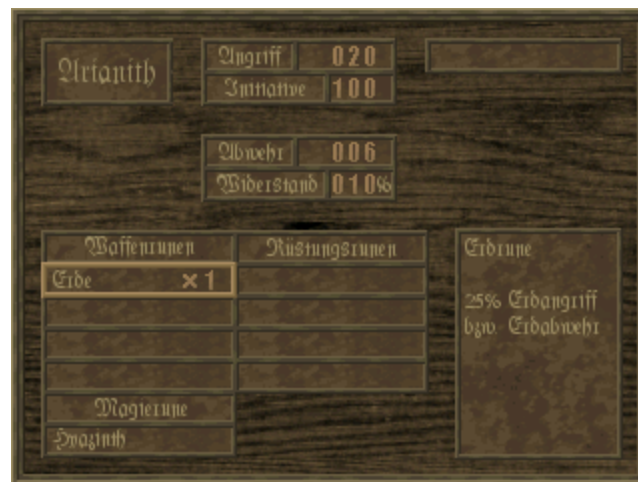 Arianith
Angriff 020
Initiative 100
Abwehr 006
Widerstand 010%
Waffenrunen
Rüstungsrunen
Erde ×1
Magierune
Hyazinth
Erdrune
25% Erdangriff
bzw. Erdabwehr